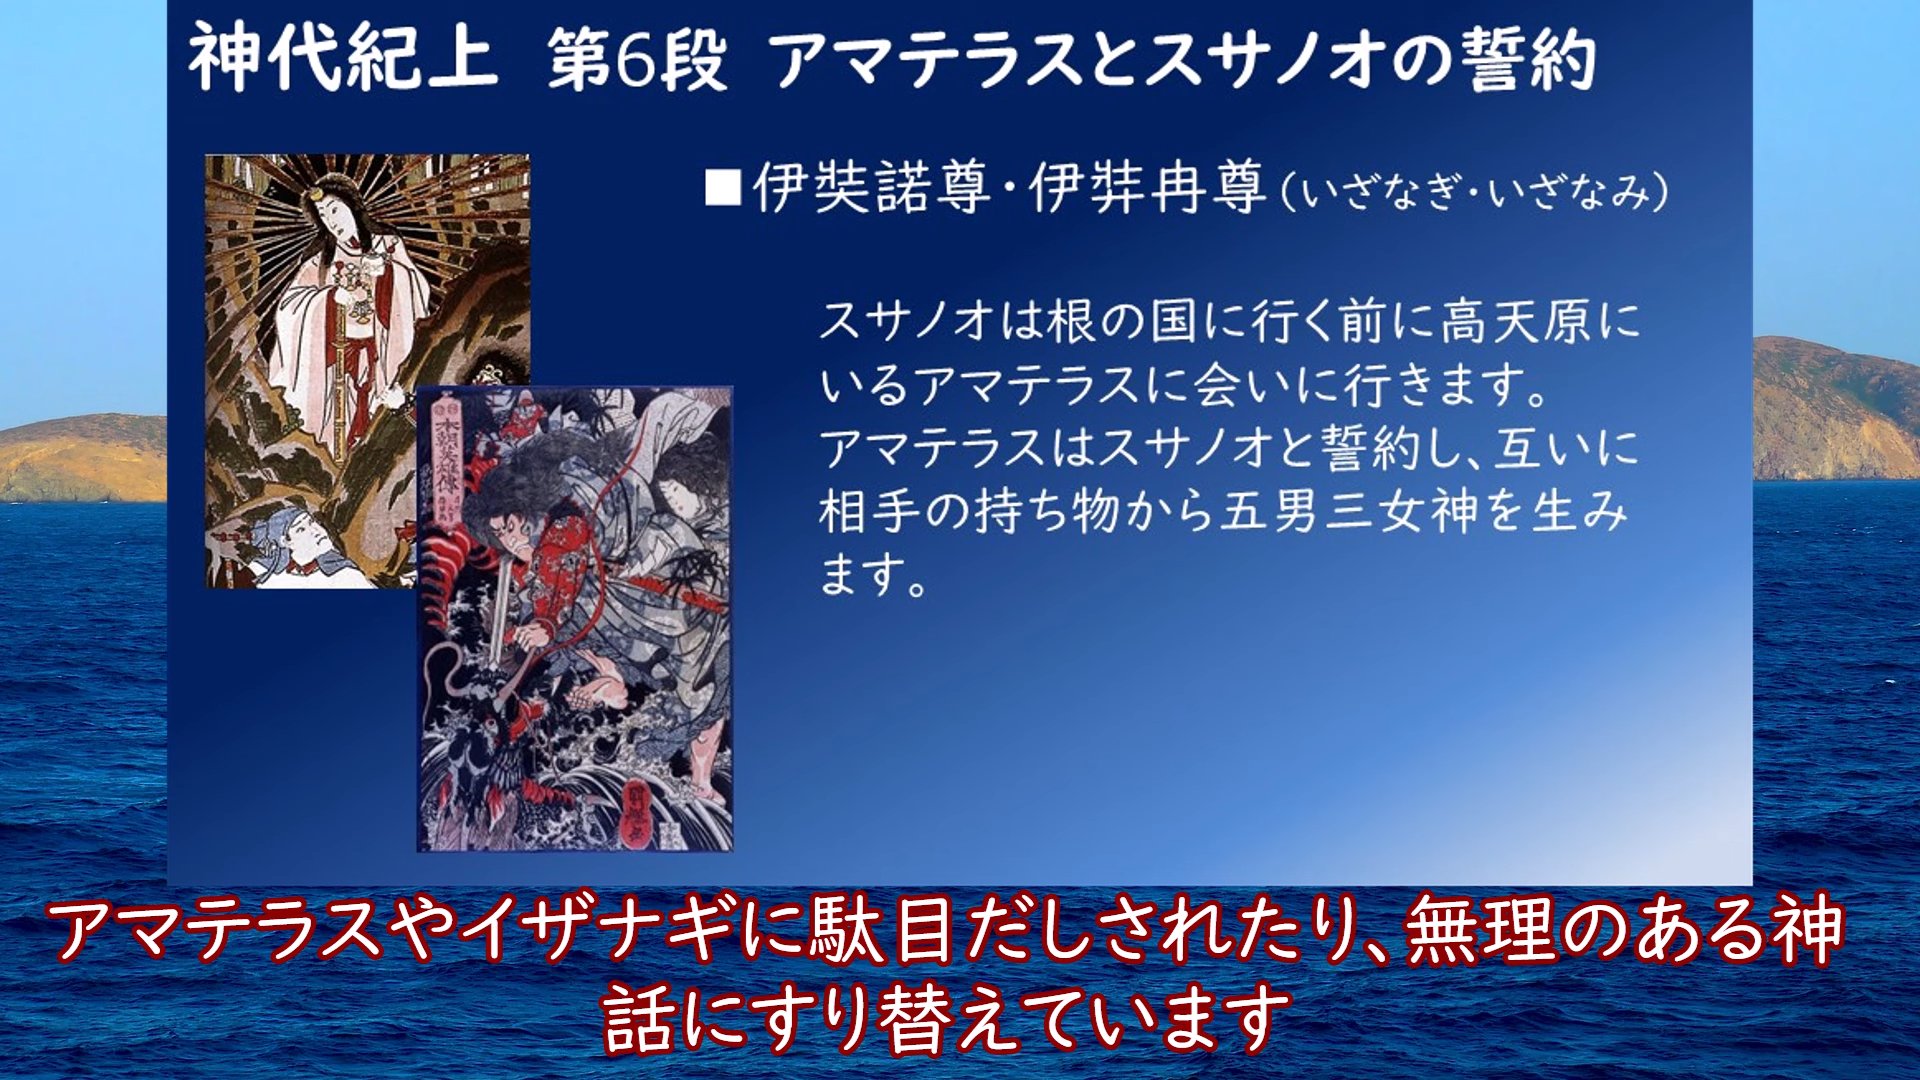 神代紀上 第6段 アマテラスとスサノオの誓約
■伊奘諾尊・伊弉冉尊(いざなぎ・いざなみ)
スサノオは根の国に行く前に高天原に
いるアマテラスに会いに行きます。
アマテラスはスサノオと誓約し、互いに
相手の持ち物から五男三女神を生み
ます。
本朝英雄傳
アマテラスやイザナギに駄目だしされたり、無理のある神
話にすり替えています